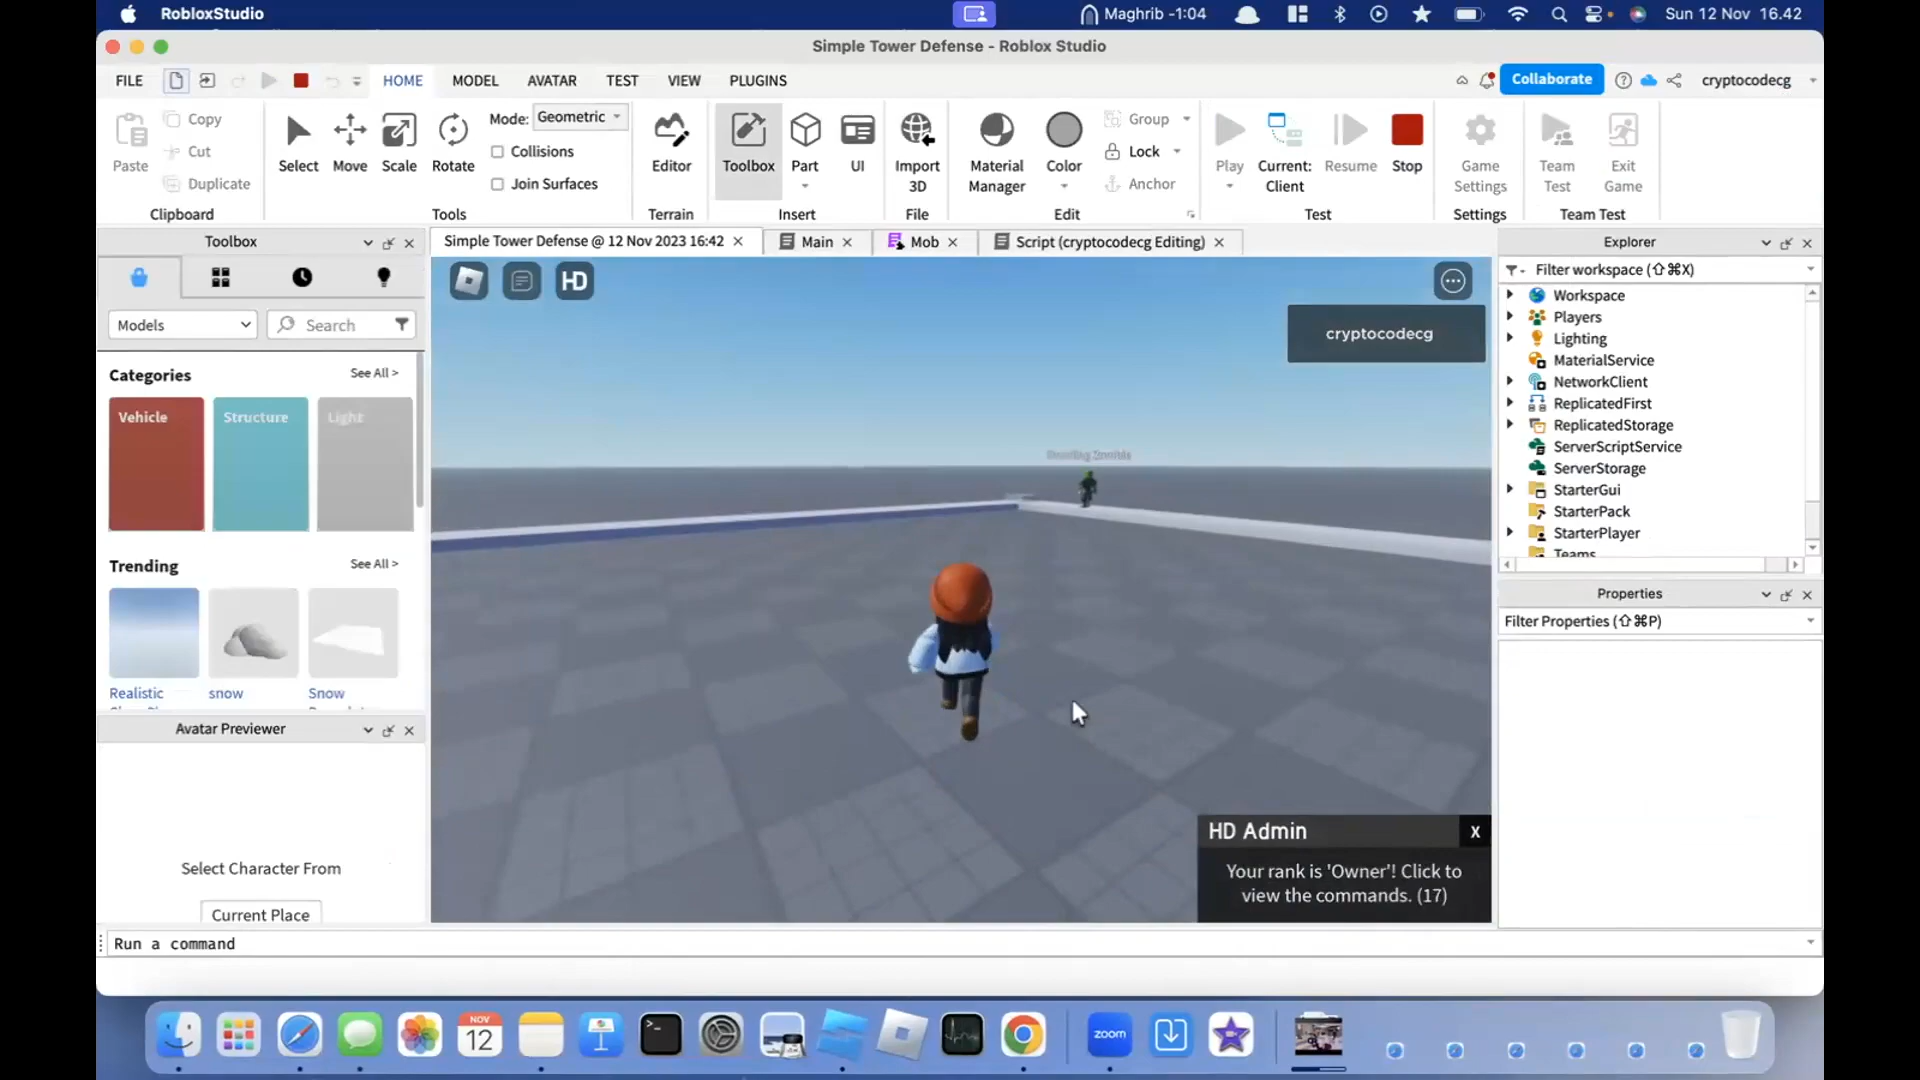 RobloxStudio
Maghrib -1:04
Sun 12 Nov 16.42
Simple Tower Defense - Roblox Studio
FILE
HOME
MODEL
AVATAR
TEST
VIEW
PLUGINS
Collaborate
cryptocodecg
Paste
Copy
Cut
Duplicate
Clipboard
Select
Move
Scale
Rotate
Mode: Geometric
Collisions
Join Surfaces
Tools
Editor
Terrain
Toolbox
Part
UI
Insert
Import
3D
File
Material
Manager
Color
Group
Lock
Anchor
Edit
Play
Current:
Client
Resume
Stop
Test
Game
Settings
Settings
Team
Test
Exit
Game
Team Test
Toolbox
Simple Tower Defense @ 12 Nov 2023 16:42
Main
Mob
Script (cryptocodecg Editing)
Models
Search
Categories
See All >
Vehicle
Structure
Light
Trending
See All >
Realistic
snow
Snow
Avatar Previewer
Select Character From
Current Place
HD
cryptocodecg
HD Admin
X
Your rank is 'Owner'! Click to
view the commands. (17)
Explorer
Filter workspace (⇧⌘X)
Workspace
Players
Lighting
MaterialService
NetworkClient
ReplicatedFirst
ReplicatedStorage
ServerScriptService
ServerStorage
StarterGui
StarterPack
StarterPlayer
Teams
Properties
Filter Properties (⇧⌘P)
Run a command
NOV
12
zoom